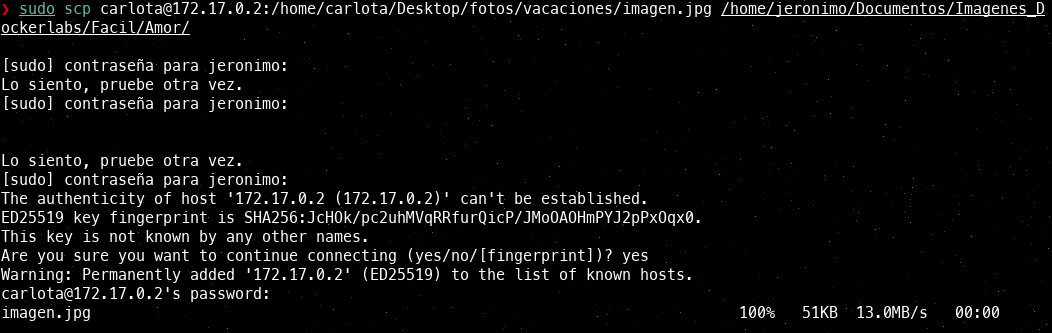 ❯ sudo scp carlota@172.17.0.2:/home/carlota/Desktop/fotos/vacaciones/imagen.jpg /home/jeronimo/Documentos/Imagenes_D
ockerlabs/Facil/Amor/
[sudo] contraseña para jeronimo:
Lo siento, pruebe otra vez.
[sudo] contraseña para jeronimo:
Lo siento, pruebe otra vez.
[sudo] contraseña para jeronimo:
The authenticity of host '172.17.0.2 (172.17.0.2)' can't be established.
ED25519 key fingerprint is SHA256:JcHOk/pc2uhMVqRRfurQicP/JMoOAOHmPYJ2pPxOqx0.
This key is not known by any other names.
Are you sure you want to continue connecting (yes/no/[fingerprint])? yes
Warning: Permanently added '172.17.0.2' (ED25519) to the list of known hosts.
carlota@172.17.0.2's password:
imagen.jpg 100% 51KB 13.0MB/s 00:00